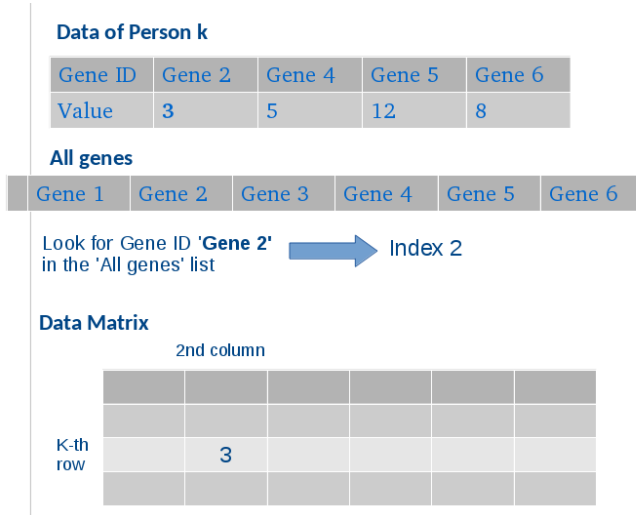 Data of Person k
Gene ID Gene 2 Gene 4 Gene 5 Gene 6
Value 3 5 12 8
All genes
Gene 1 Gene 2 Gene 3 Gene 4 Gene 5 Gene 6
Look for Gene ID 'Gene 2' Index 2
in the 'All genes' list
Data Matrix
2nd column
K-th
row
3